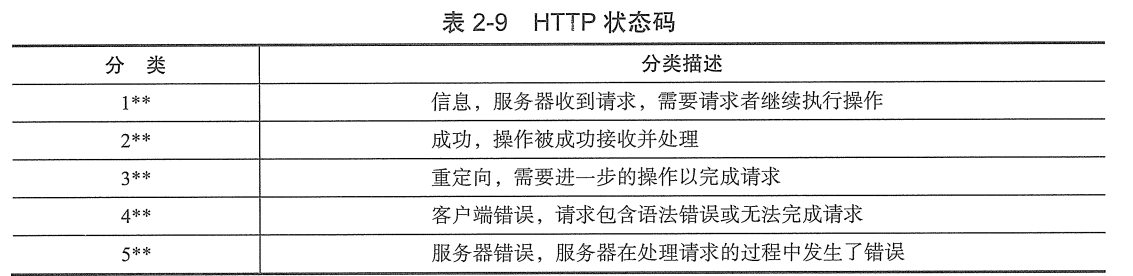 表 2-9 HTTP 状态码
分 类 分类描述
1** 信息，服务器收到请求，需要请求者继续执行操作
2** 成功，操作被成功接收并处理
3** 重定向，需要进一步的操作以完成请求
4** 客户端错误，请求包含语法错误或无法完成请求
5** 服务器错误，服务器在处理请求的过程中发生了错误